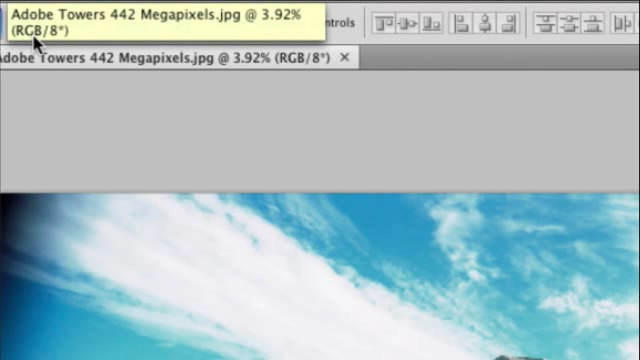 Adobe Towers 442 Megapixels.jpg @ 3.92%
(RGB/8*)
ntrols
Adobe Towers 442 Megapixels.jpg @ 3.92% (RGB/8*)